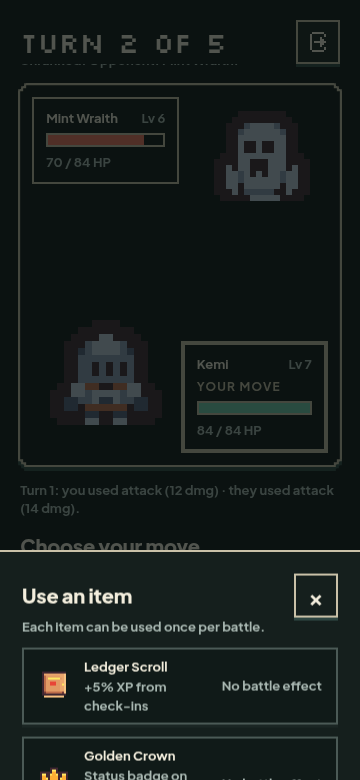 TURN 2 OF 5
Mint Wraith Lv 6
70 / 84 HP
Kemi Lv 7
YOUR MOVE
84 / 84 HP
Turn 1: you used attack (12 dmg) · they used attack
(14 dmg).
Choose your move
Use an item
×
Each item can be used once per battle.
Ledger Scroll
+5% XP from
check-ins
No battle effect
Golden Crown
Status badge on